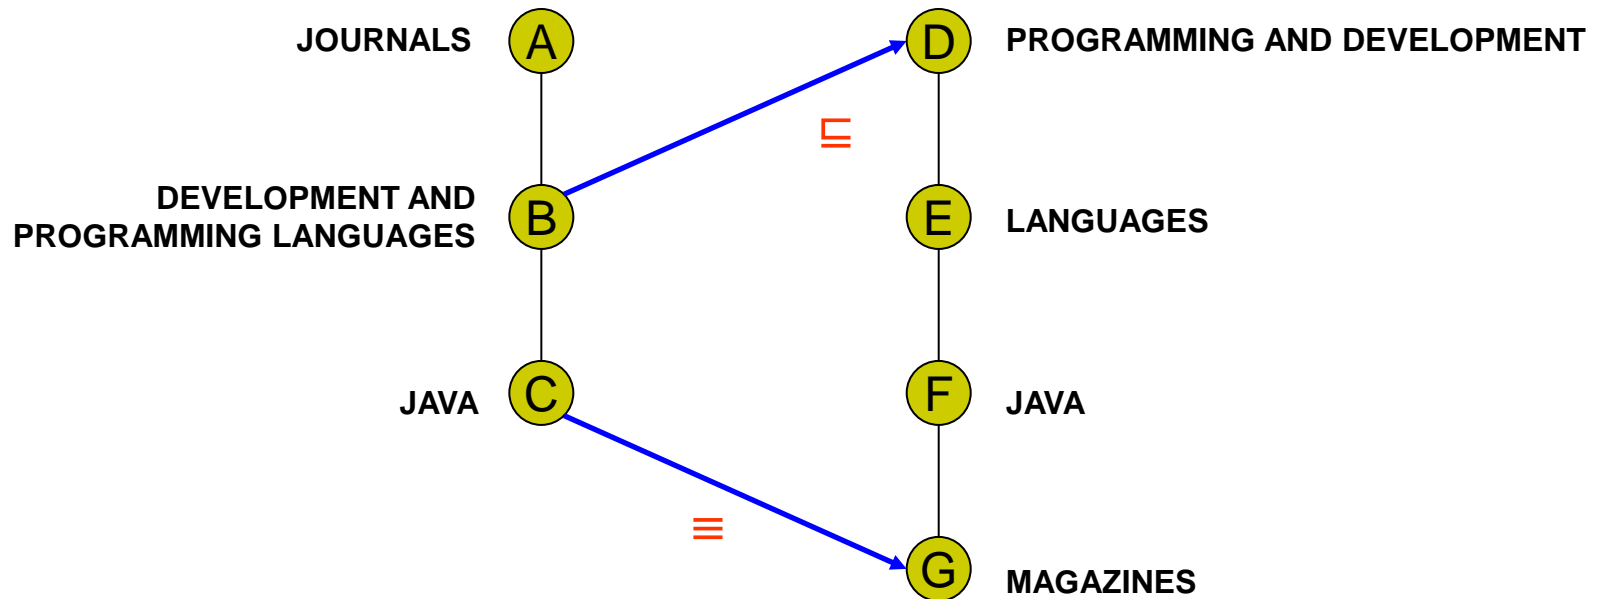 JOURNALS A D PROGRAMMING AND DEVELOPMENT
⊑
DEVELOPMENT AND
PROGRAMMING LANGUAGES B E LANGUAGES
JAVA C F JAVA
≡
G MAGAZINES